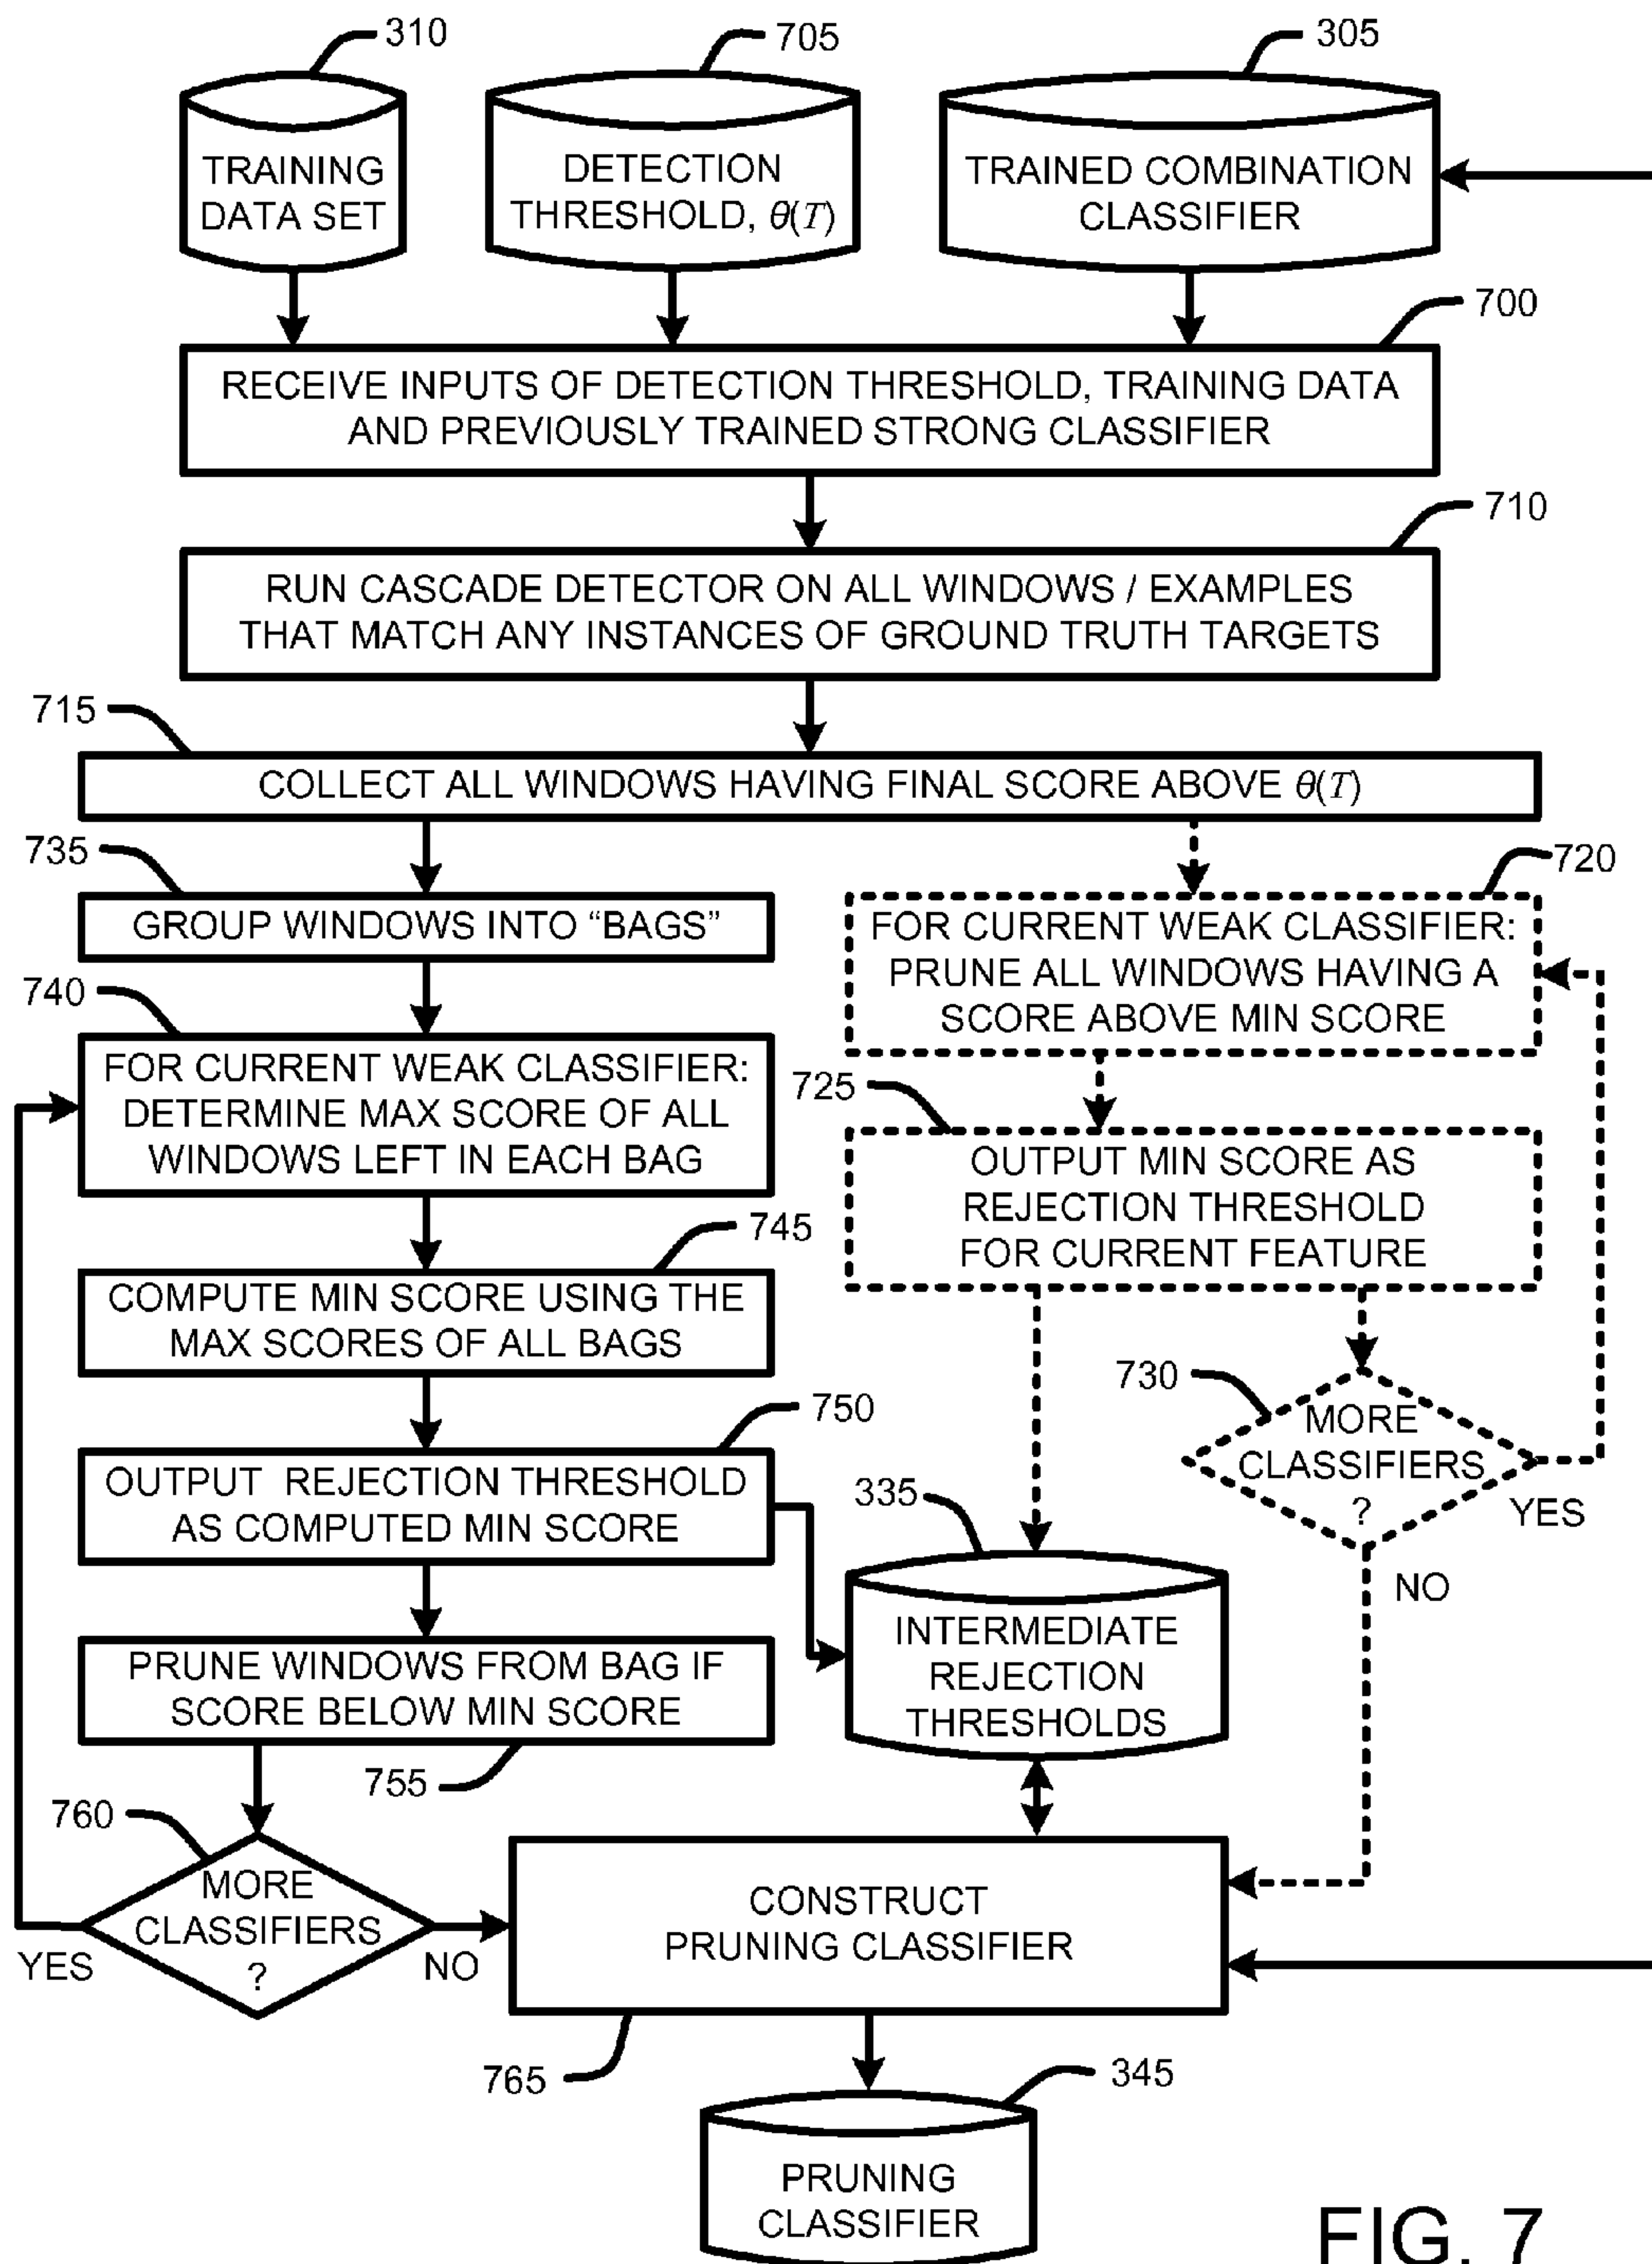 310
705
305
TRAINING
DATA SET
DETECTION
THRESHOLD, θ(T)
TRAINED COMBINATION
CLASSIFIER
700
RECEIVE INPUTS OF DETECTION THRESHOLD, TRAINING DATA
AND PREVIOUSLY TRAINED STRONG CLASSIFIER
710
RUN CASCADE DETECTOR ON ALL WINDOWS / EXAMPLES
THAT MATCH ANY INSTANCES OF GROUND TRUTH TARGETS
715
COLLECT ALL WINDOWS HAVING FINAL SCORE ABOVE θ(T)
735
GROUP WINDOWS INTO “BAGS”
740
FOR CURRENT WEAK CLASSIFIER:
DETERMINE MAX SCORE OF ALL
WINDOWS LEFT IN EACH BAG
745
COMPUTE MIN SCORE USING THE
MAX SCORES OF ALL BAGS
750
OUTPUT REJECTION THRESHOLD
AS COMPUTED MIN SCORE
PRUNE WINDOWS FROM BAG IF
SCORE BELOW MIN SCORE
755
760
MORE
CLASSIFIERS
?
YES
NO
720
FOR CURRENT WEAK CLASSIFIER:
PRUNE ALL WINDOWS HAVING A
SCORE ABOVE MIN SCORE
725
OUTPUT MIN SCORE AS
REJECTION THRESHOLD
FOR CURRENT FEATURE
730
MORE
CLASSIFIERS
?
YES
NO
335
INTERMEDIATE
REJECTION
THRESHOLDS
CONSTRUCT
PRUNING CLASSIFIER
765
345
PRUNING
CLASSIFIER
FIG. 7